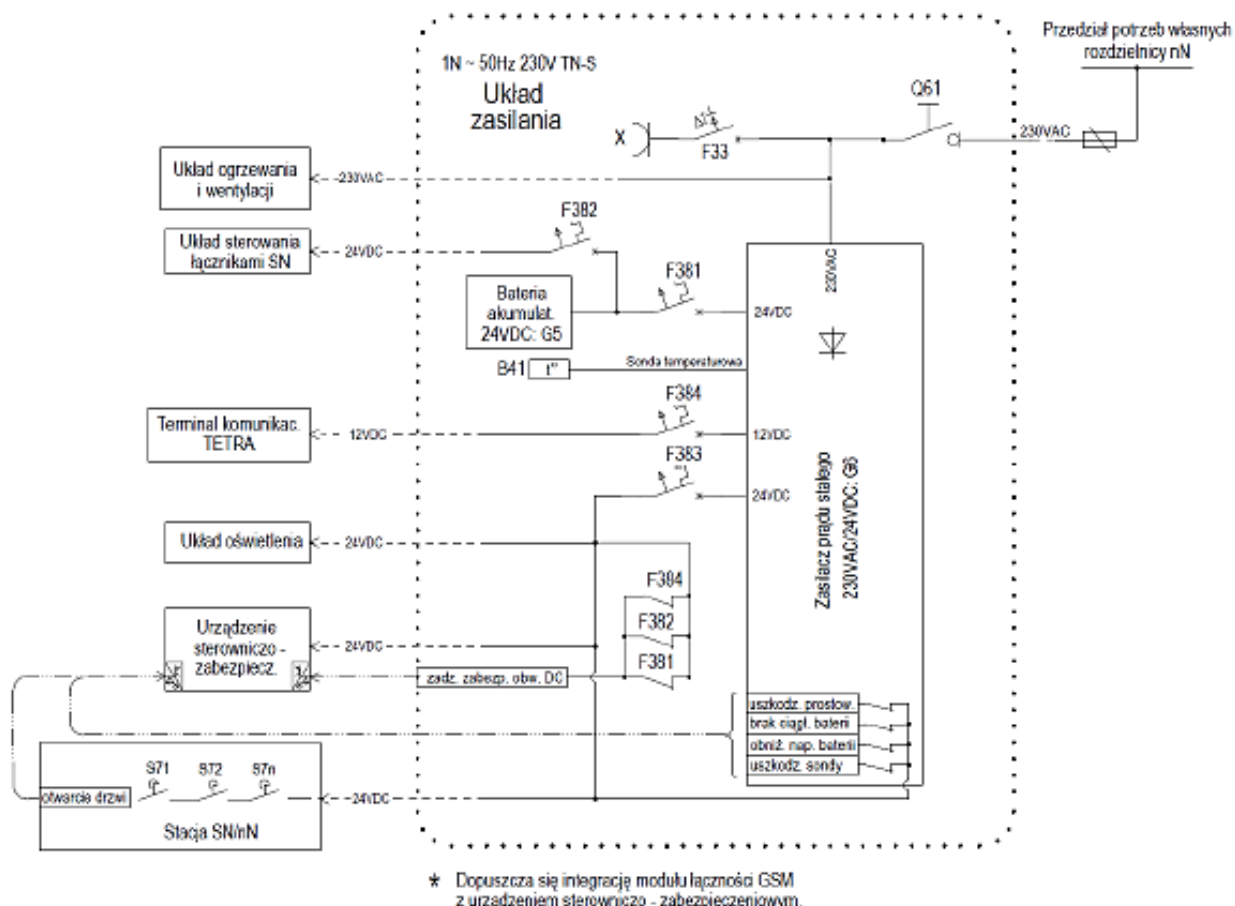 Przedział potrzeb własnych
rozdzielnicy nN
1N ~ 50Hz 230V TN-S
Układ
zasilania
Q61
X
F33
230VAC
Układ ogrzewania
i wentylacji
230VAC
F382
Układ sterowania
łącznikami SN
24VDC
F381
230VAC
Bateria
akumulat.
24VDC: G5
24VDC
B41
t°
Sonda temperaturowa
F384
Terminal komunikac.
TETRA
12VDC
12VDC
F383
24VDC
Zasilacz prądu stałego
230VAC/24VDC: G6
Układ oświetlenia
24VDC
F384
F382
F381
Urządzenie
sterowniczo -
zabezpiecz.
24VDC
zadz. zabezp. obw. DC
uszkodz. prostow.
brak ciągł. baterii
obniż. nap. baterii
uszkodz. sondy
S71
S72
S7n
otwarcie drzwi
24VDC
Stacja SN/nN
* Dopuszcza się integrację modułu łączności GSM
z urządzeniem sterowniczo - zabezpieczeniowym.